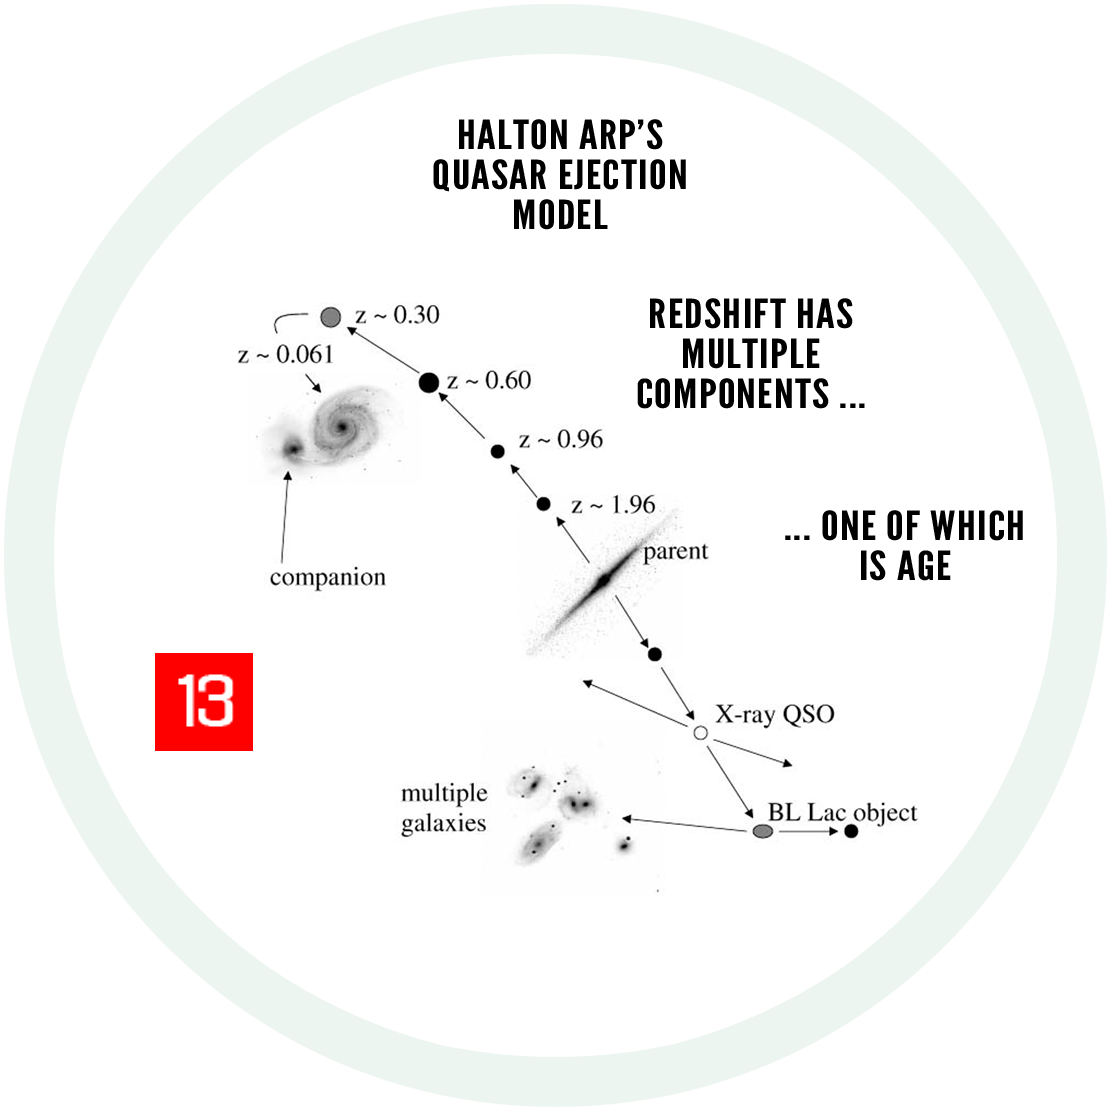 HALTON ARP'S
QUASAR EJECTION
MODEL
REDSHIFT HAS
MULTIPLE
COMPONENTS ...
... ONE OF WHICH
IS AGE
z ~ 0.30
z ~ 0.061
z ~ 0.60
z ~ 0.96
z ~ 1.96
parent
companion
13
X-ray QSO
multiple
galaxies
BL Lac object